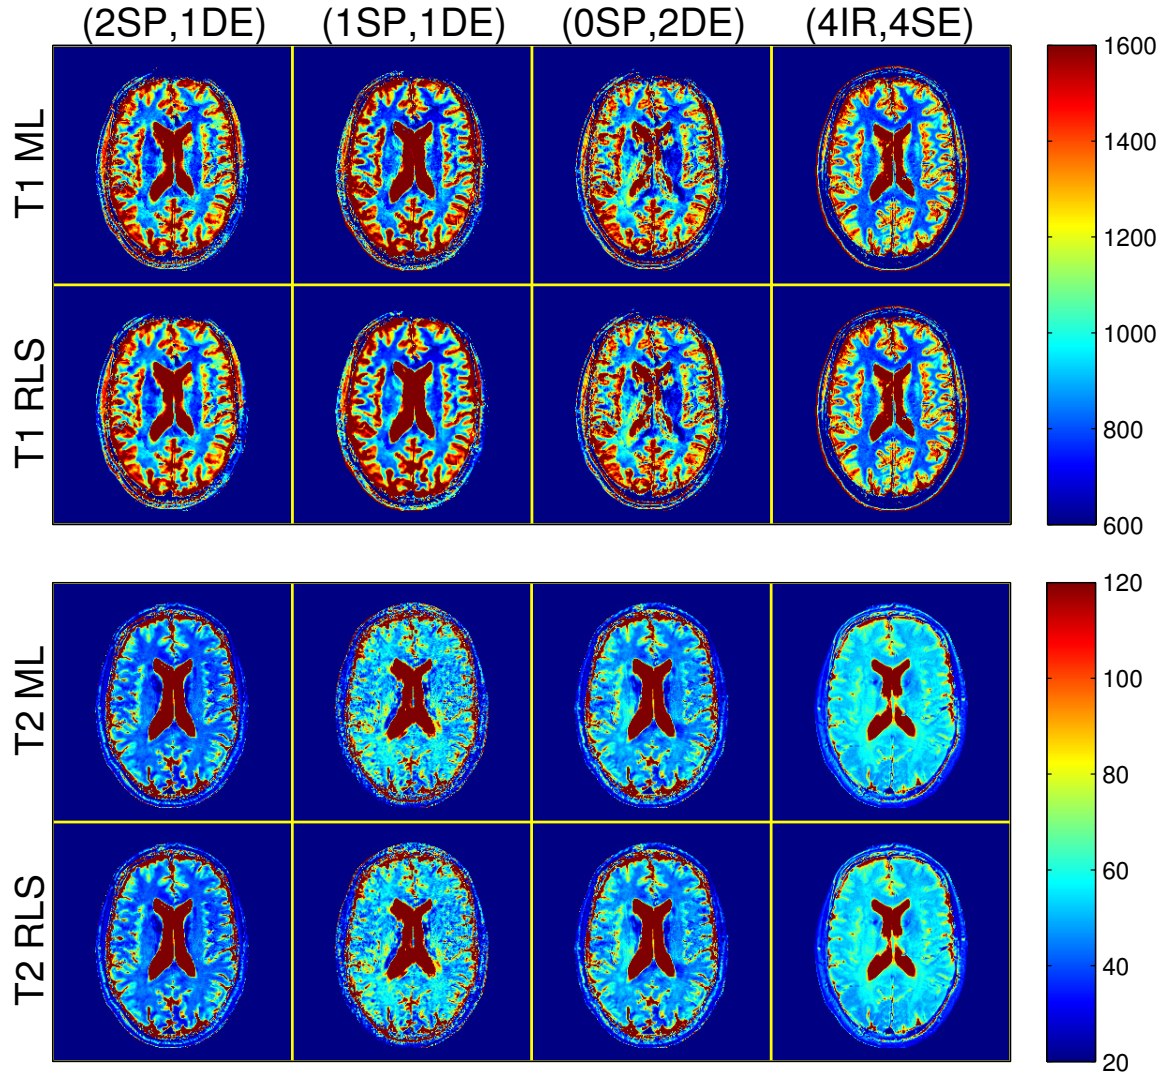 (2SP,1DE) (1SP,1DE) (0SP,2DE) (4IR,4SE)
T1 ML
T1 RLS
1600
1400
1200
1000
800
600
T2 ML
T2 RLS
120
100
80
60
40
20